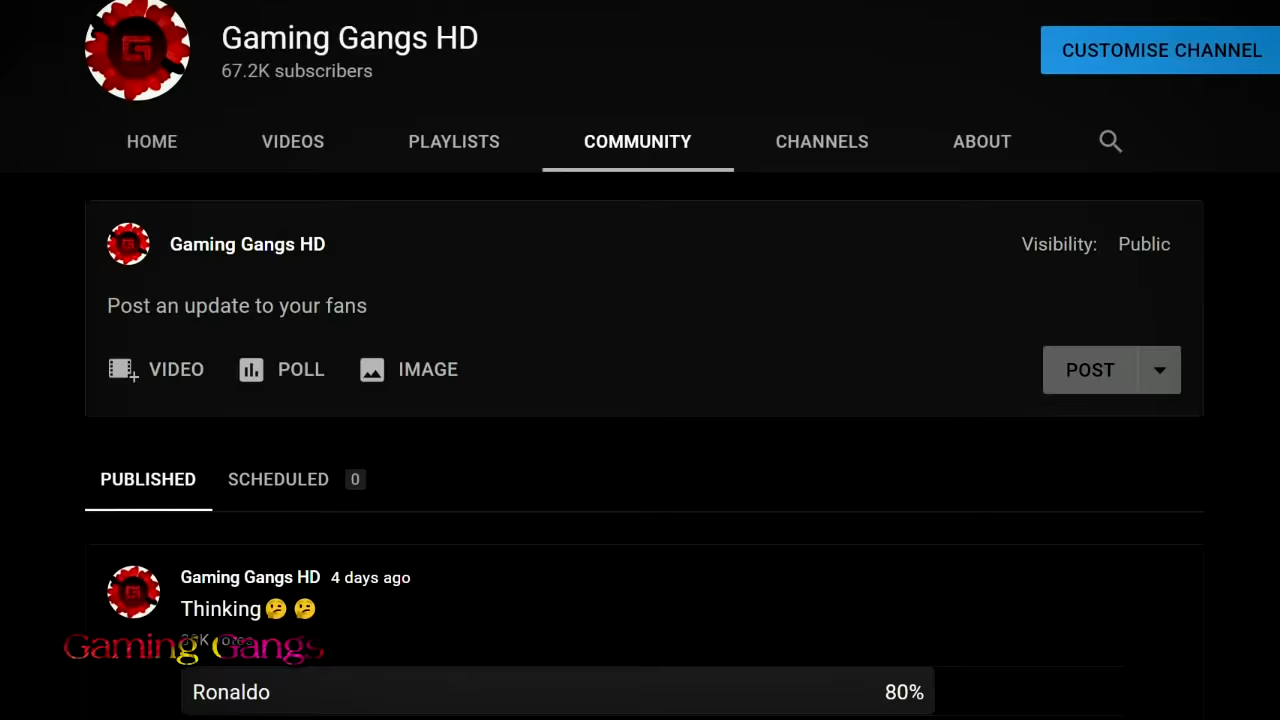 Gaming Gangs HD
67.2K subscribers
CUSTOMISE CHANNEL
HOME VIDEOS PLAYLISTS COMMUNITY CHANNELS ABOUT
Gaming Gangs HD
Visibility: Public
Post an update to your fans
VIDEO POLL IMAGE
POST
PUBLISHED SCHEDULED 0
Gaming Gangs HD 4 days ago
Thinking🤔🤔
Gaming Gangs
Ronaldo 80%